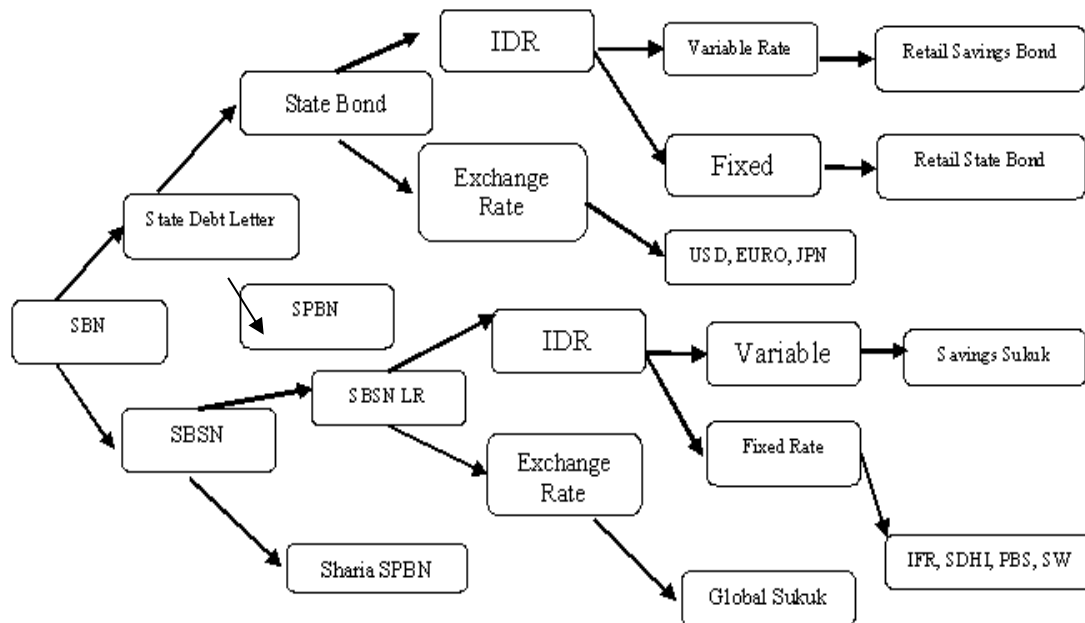 IDR
Variable Rate
Retail Savings Bond
State Bond
Fixed
Retail State Bond
Exchange
Rate
State Debt Letter
USD, EURO, JPN
SBN
SPBN
IDR
Variable
Savings Sukuk
SBSN LR
SBSN
Fixed Rate
Exchange
Rate
Sharia SPBN
IFR, SDHI, PBS, SW
Global Sukuk